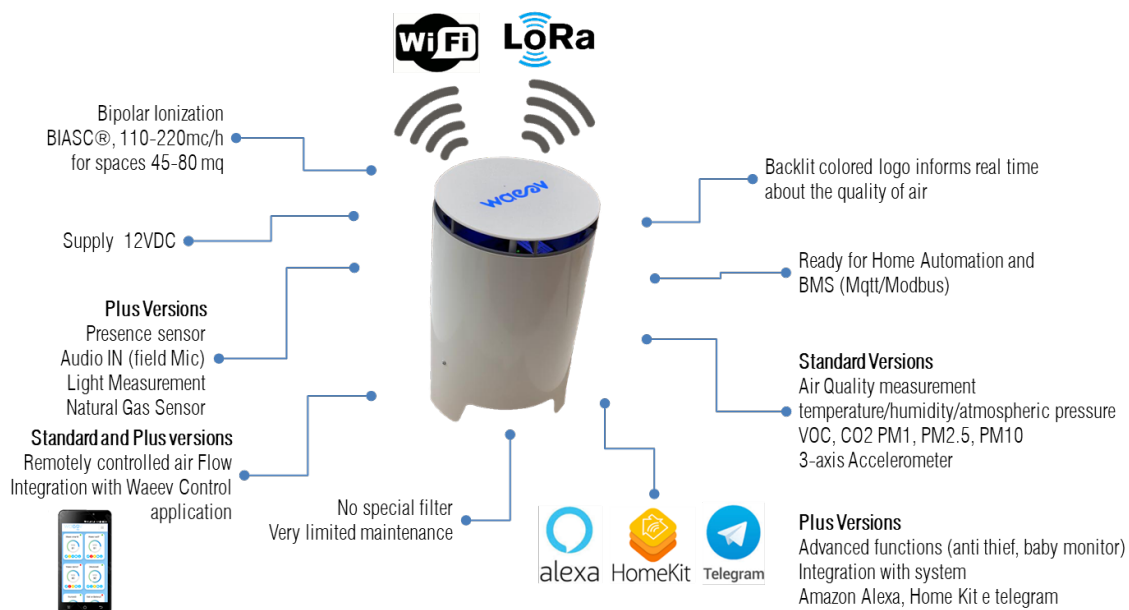 WiFi
LoRa
Bipolar Ionization
BIASC®, 110-220mc/h
for spaces 45-80 mq
Supply 12VDC
Plus Versions
Presence sensor
Audio IN (field Mic)
Light Measurement
Natural Gas Sensor
Standard and Plus versions
Remotely controlled air Flow
Integration with Waeev Control
application
No special filter
Very limited maintenance
waeev
Backlit colored logo informs real time
about the quality of air
Ready for Home Automation and
BMS (Mqtt/Modbus)
Standard Versions
Air Quality measurement
temperature/humidity/atmospheric pressure
VOC, CO2 PM1, PM2.5, PM10
3-axis Accelerometer
alexa
HomeKit
Telegram
Plus Versions
Advanced functions (anti thief, baby monitor)
Integration with system
Amazon Alexa, Home Kit e telegram